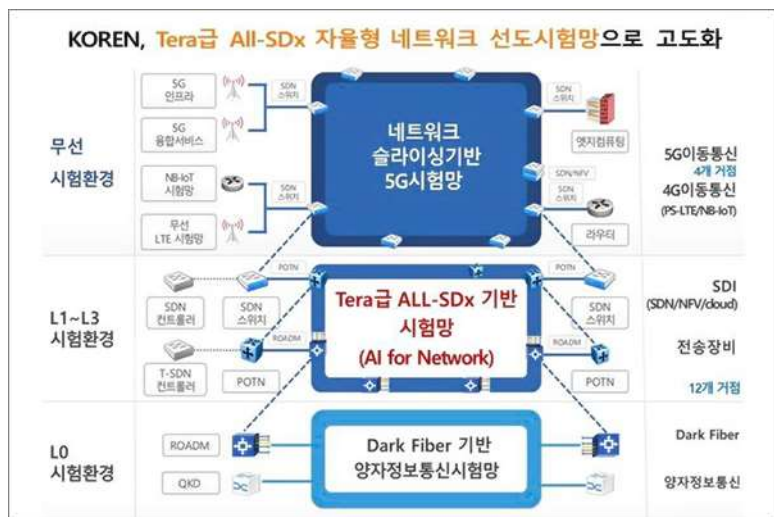 KOREN, Tera급 All-SDx 자율형 네트워크 선도시험망으로 고도화
무선
시험환경
5G
인프라
5G
융합서비스
NB-IoT
시험망
무선
LTE 시험망
SDN
스위치
SDN
스위치
네트워크
슬라이싱기반
5G시험망
SDN
스위치
엣지컴퓨팅
SDN/NFV
SDN
스위치
라우터
5G이동통신
4개 거점
4G이동통신
(PS-LTE/NB-IoT)
L1~L3
시험환경
SDN
컨트롤러
SDN
스위치
POTN
T-SDN
컨트롤러
POTN
ROADM
Tera급 ALL-SDx 기반
시험망
(AI for Network)
POTN
SDN
스위치
ROADM
POTN
SDI
(SDN/NFV/cloud)
전송장비
12개 거점
L0
시험환경
ROADM
QKD
Dark Fiber 기반
양자정보통신시험망
Dark Fiber
양자정보통신